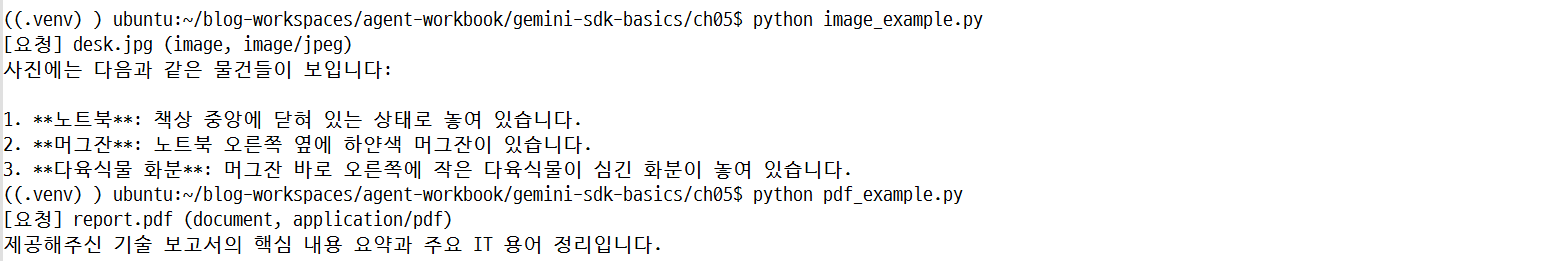 ((.venv) ) ubuntu:~/blog-workspaces/agent-workbook/gemini-sdk-basics/ch05$ python image_example.py
[요청] desk.jpg (image, image/jpeg)
사진에는 다음과 같은 물건들이 보입니다:
1. **노트북**: 책상 중앙에 닫혀 있는 상태로 놓여 있습니다.
2. **머그잔**: 노트북 오른쪽 옆에 하얀색 머그잔이 있습니다.
3. **다육식물 화분**: 머그잔 바로 오른쪽에 작은 다육식물이 심긴 화분이 놓여 있습니다.
((.venv) ) ubuntu:~/blog-workspaces/agent-workbook/gemini-sdk-basics/ch05$ python pdf_example.py
[요청] report.pdf (document, application/pdf)
제공해주신 기술 보고서의 핵심 내용 요약과 주요 IT 용어 정리입니다.